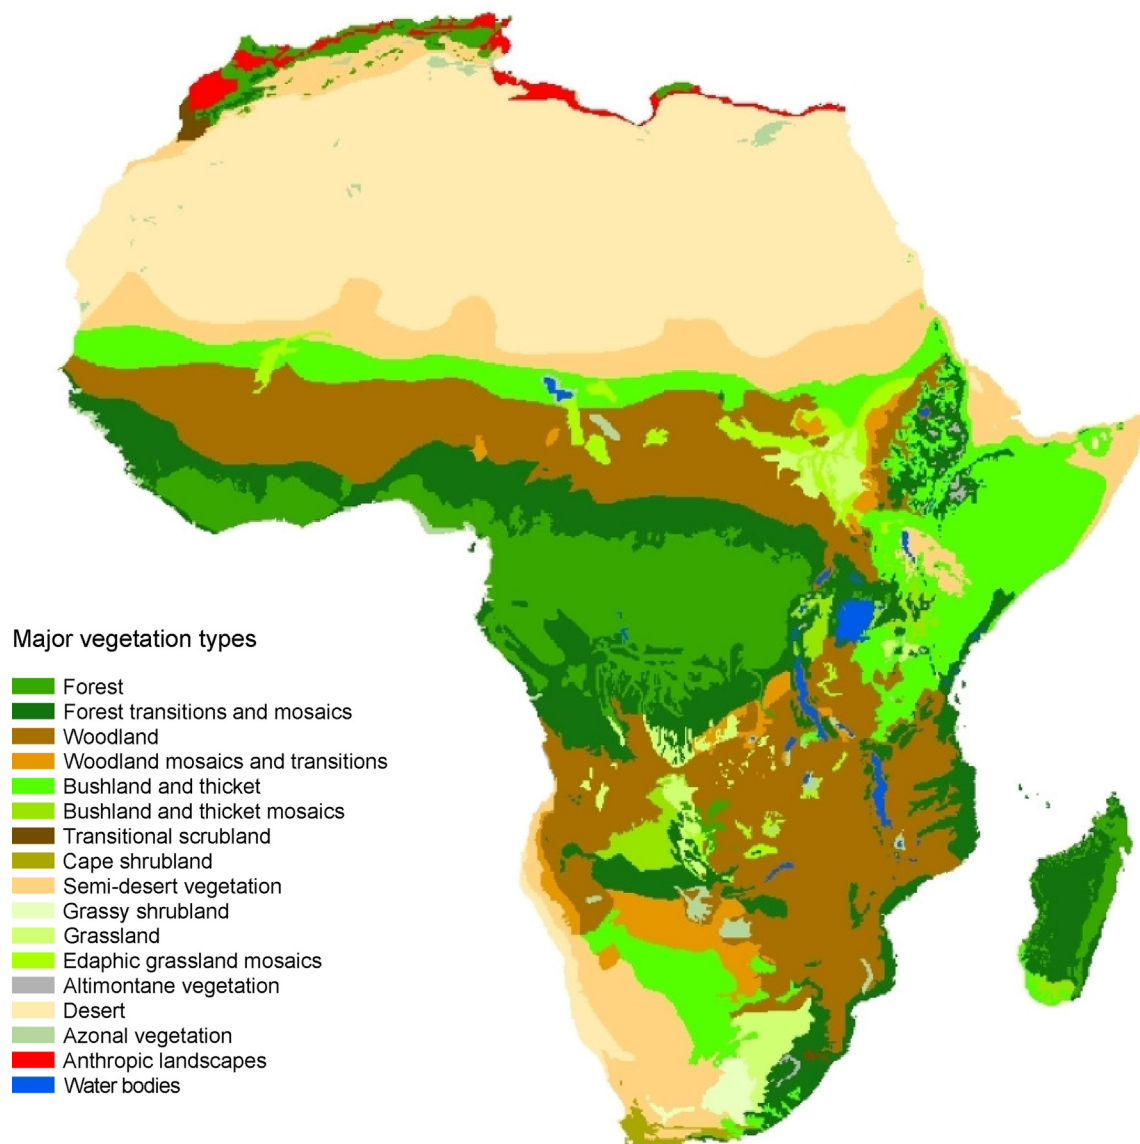 Major vegetation types
Forest
Forest transitions and mosaics
Woodland
Woodland mosaics and transitions
Bushland and thicket
Bushland and thicket mosaics
Transitional scrubland
Cape shrubland
Semi-desert vegetation
Grassy shrubland
Grassland
Edaphic grassland mosaics
Altimontane vegetation
Desert
Azonal vegetation
Anthropic landscapes
Water bodies